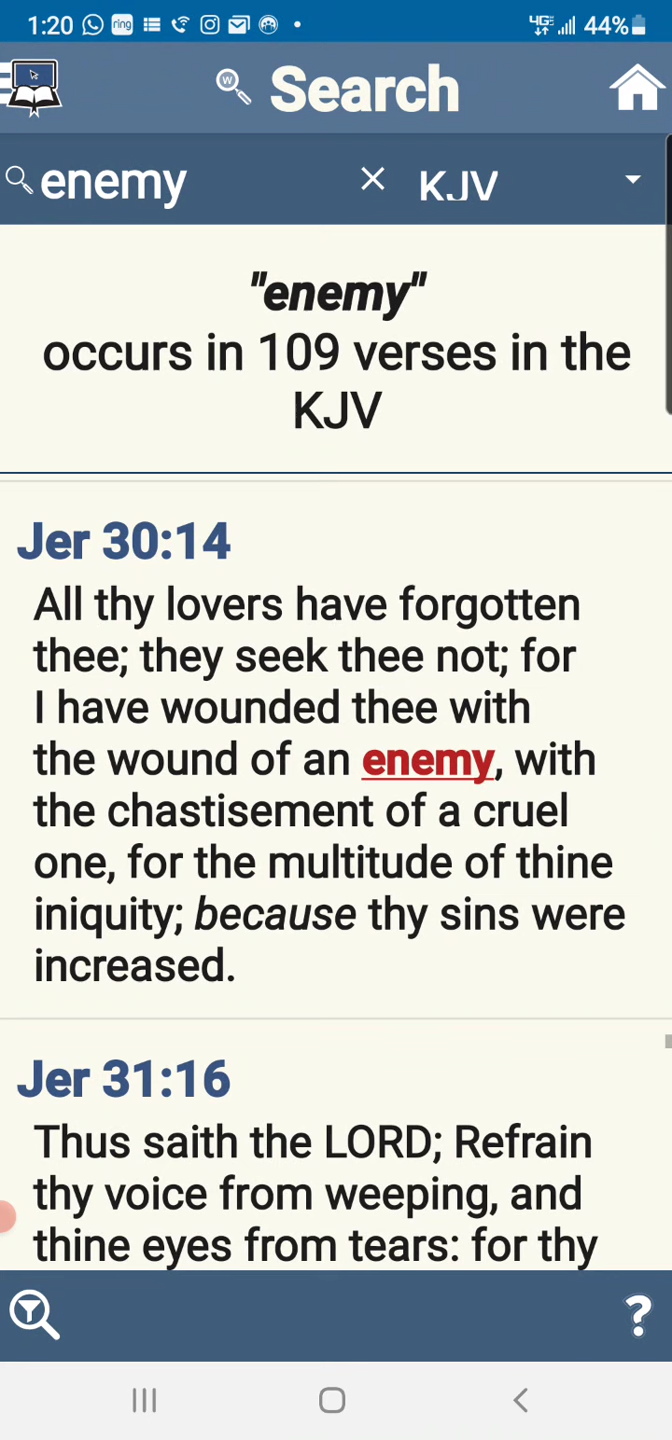 1:20 ring 4G 44%
W Search
enemy × KJV
"enemy"
occurs in 109 verses in the
KJV
Jer 30:14
All thy lovers have forgotten
thee; they seek thee not; for
I have wounded thee with
the wound of an enemy, with
the chastisement of a cruel
one, for the multitude of thine
iniquity; because thy sins were
increased.
Jer 31:16
Thus saith the LORD; Refrain
thy voice from weeping, and
thine eyes from tears: for thy
?